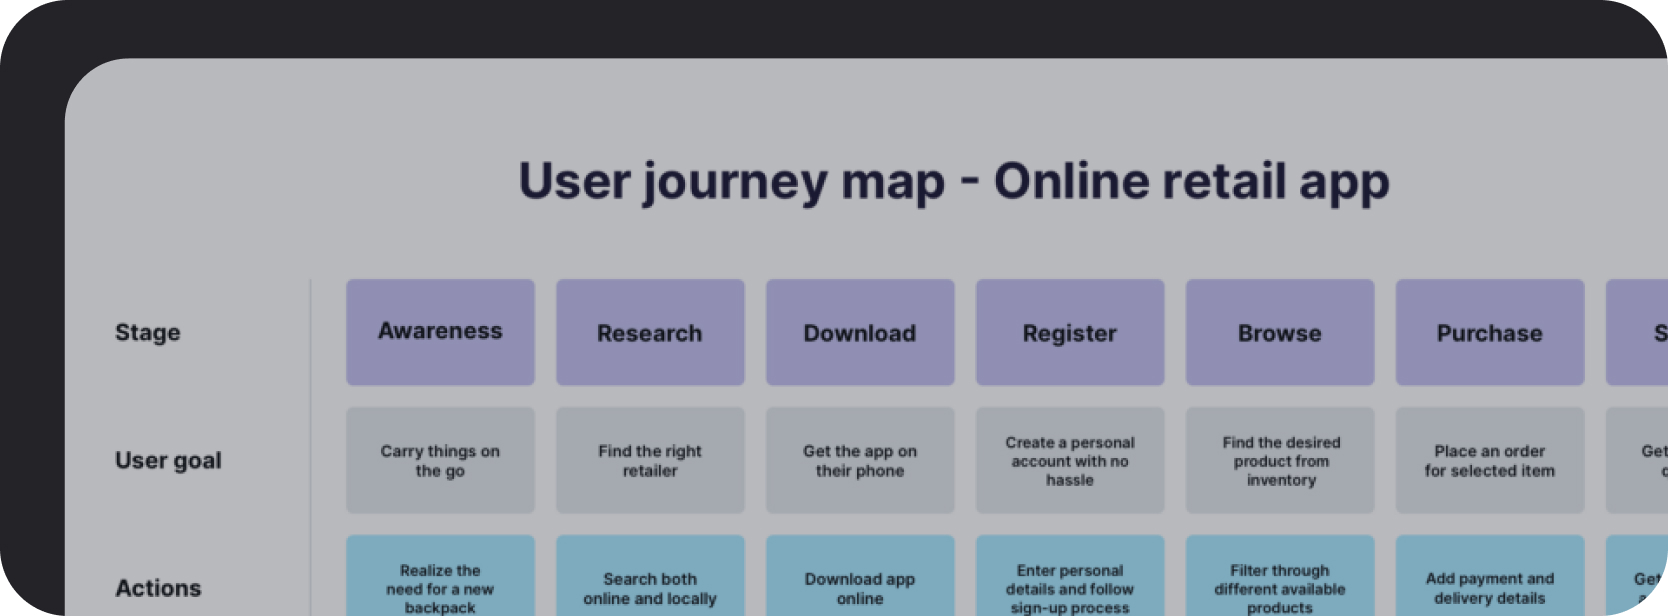 User journey map - Online retail app
Stage
Awareness
Research
Download
Register
Browse
Purchase
User goal
Carry things on
the go
Find the right
retailer
Get the app on
their phone
Create a personal
account with no
hassle
Find the desired
product from
inventory
Place an order
for selected item
Get
Actions
Realize the
need for a new
backpack
Search both
online and locally
Download app
online
Enter personal
details and follow
sign-up process
Filter through
different available
products
Add payment and
delivery details
Get